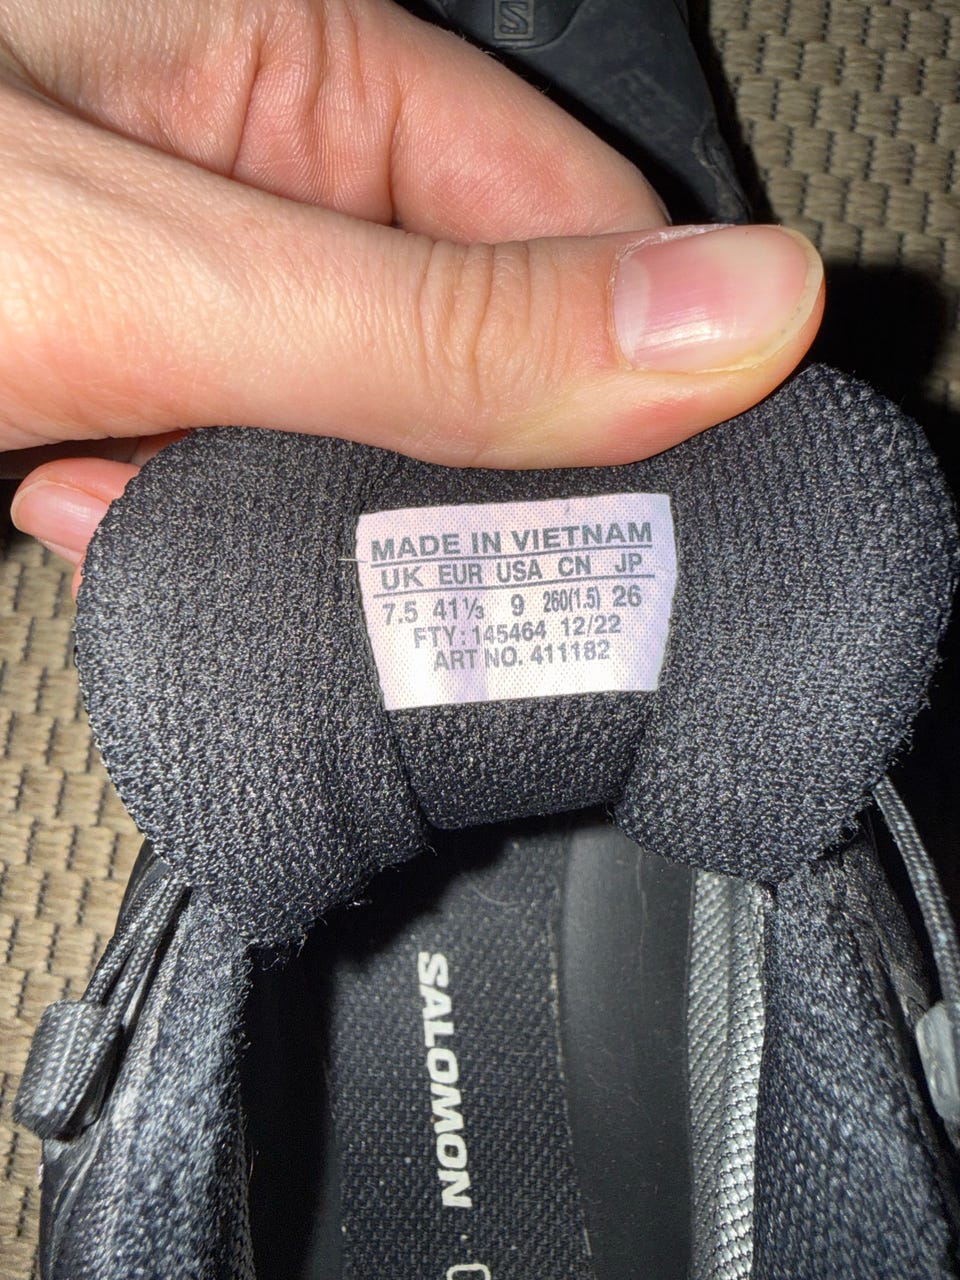 MADE IN VIETNAM
UK EUR USA CN JP
7.5 41⅓ 9 260(1.5) 26
FTY: 145464 12/22
ART NO. 411182
SALOMON